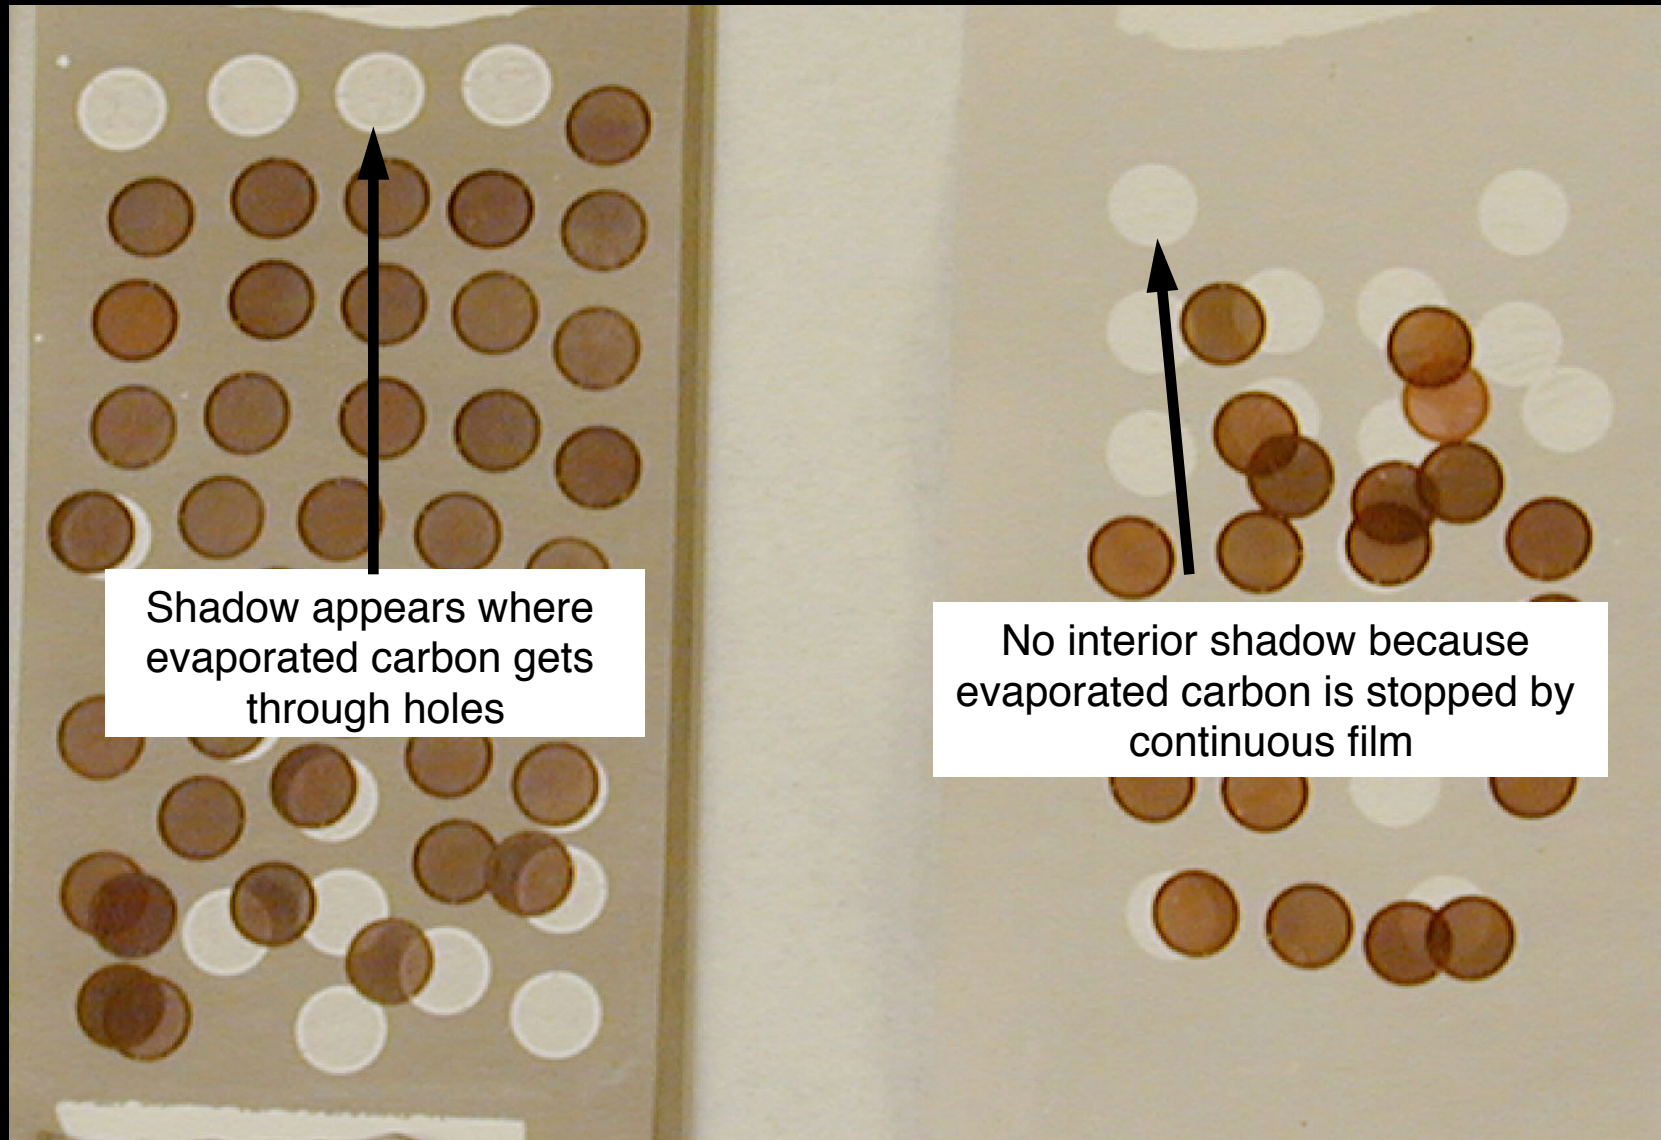 Shadow appears where
evaporated carbon gets
through holes
No interior shadow because
evaporated carbon is stopped by
continuous film